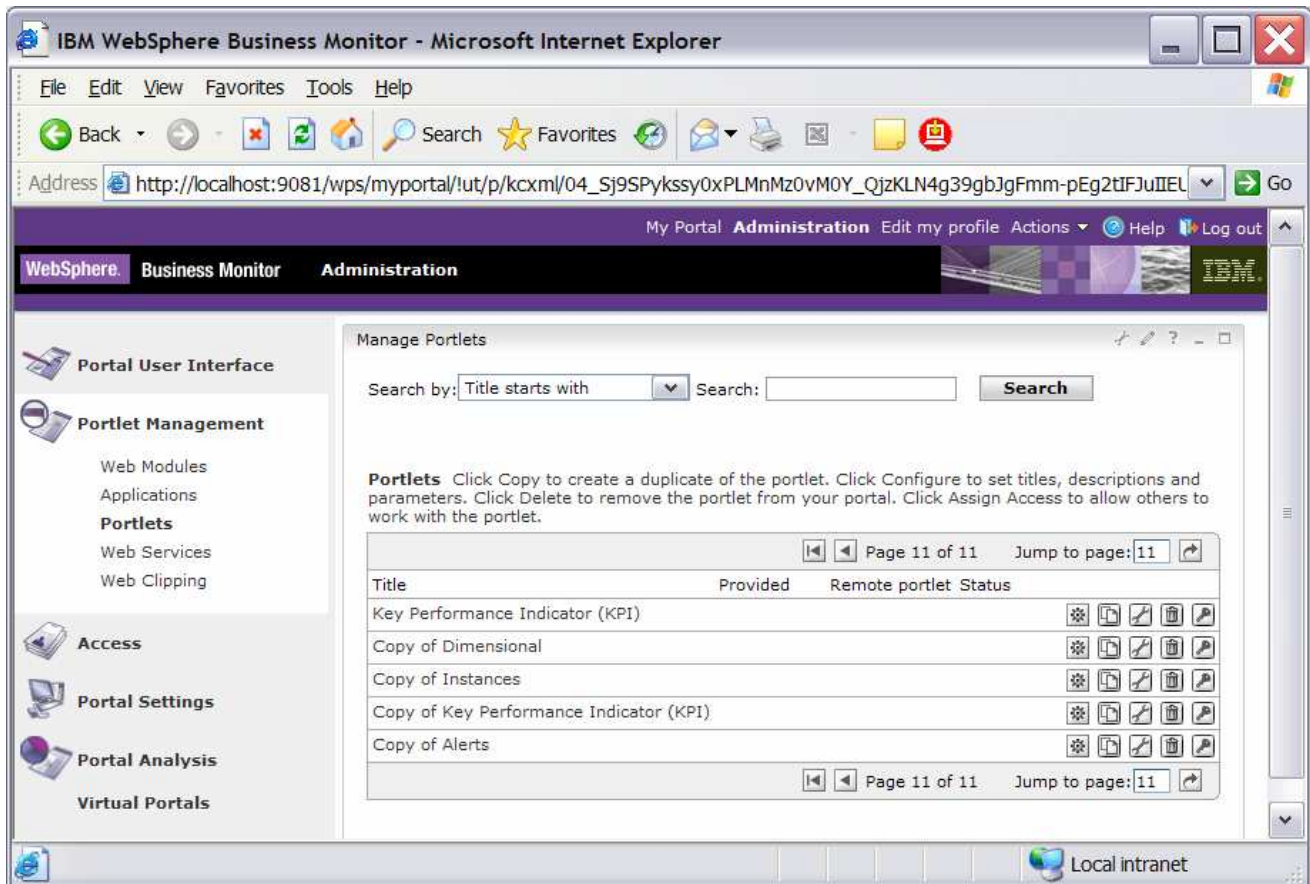 IBM WebSphere Business Monitor - Microsoft Internet Explorer
File Edit View Favorites Tools Help
Back Search Favorites
Address http://localhost:9081/wps/myportal/!ut/p/kcxml/04_Sj9SPykssy0xPLMnMz0vM0Y_QjzKLN4g39gbJgFmm-pEg2tIFJuIIEU Go
My Portal Administration Edit my profile Actions Help Log out
WebSphere. Business Monitor Administration IBM.
Manage Portlets
Portal User Interface
Search by: Title starts with Search: Search
Portlet Management
Web Modules
Applications
Portlets
Web Services
Web Clipping
Access
Portal Settings
Portal Analysis
Virtual Portals
Portlets Click Copy to create a duplicate of the portlet. Click Configure to set titles, descriptions and
parameters. Click Delete to remove the portlet from your portal. Click Assign Access to allow others to
work with the portlet.
Page 11 of 11 Jump to page: 11
Title Provided Remote portlet Status
Key Performance Indicator (KPI)
Copy of Dimensional
Copy of Instances
Copy of Key Performance Indicator (KPI)
Copy of Alerts
Page 11 of 11 Jump to page: 11
Local intranet